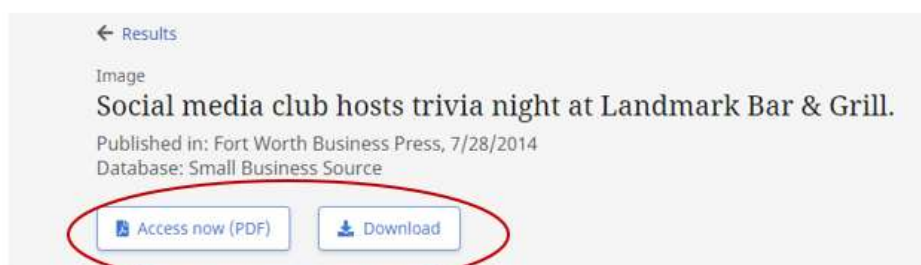 Results
Image
Social media club hosts trivia night at Landmark Bar & Grill.
Published in: Fort Worth Business Press, 7/28/2014
Database: Small Business Source
Access now (PDF) Download